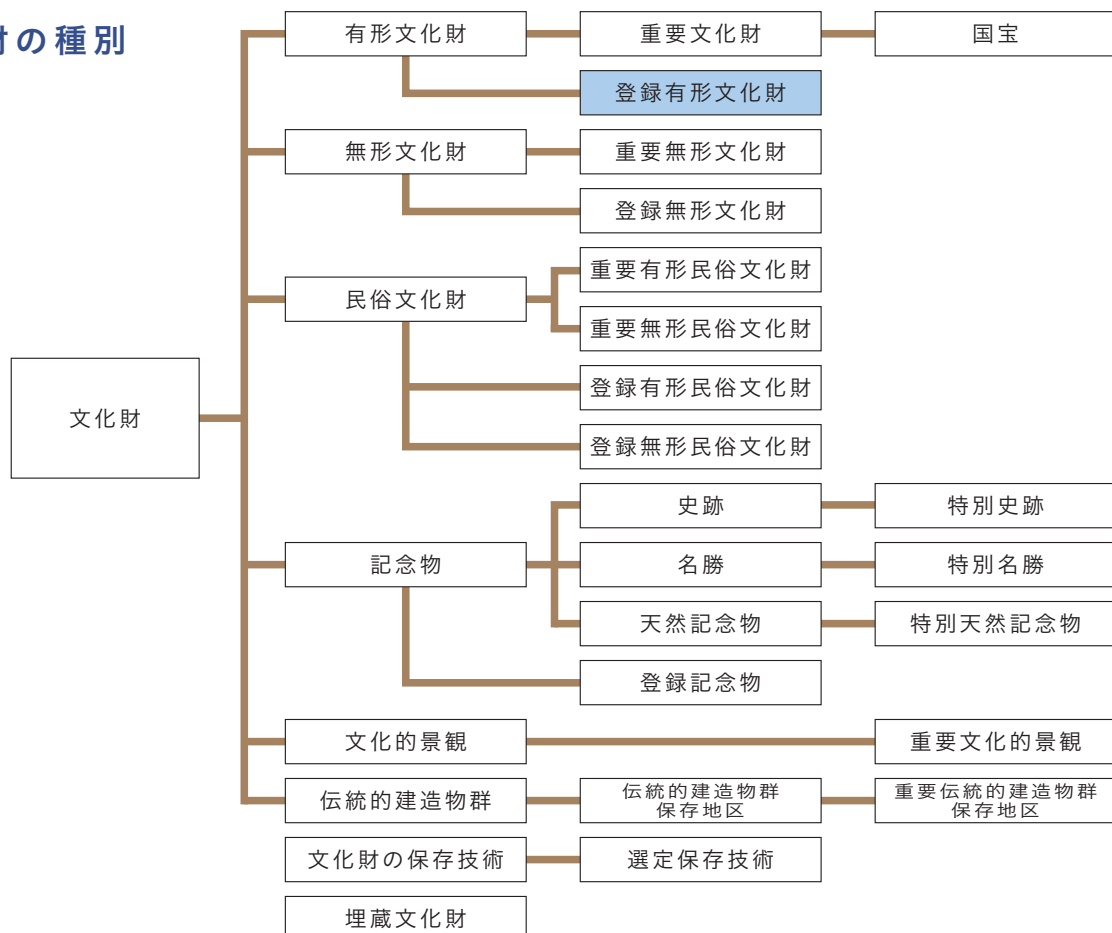 財の種別
有形文化財
重要文化財
国宝
登録有形文化財
無形文化財
重要無形文化財
登録無形文化財
民俗文化財
重要有形民俗文化財
重要無形民俗文化財
登録有形民俗文化財
登録無形民俗文化財
文化財
記念物
史跡
特別史跡
名勝
特別名勝
天然記念物
特別天然記念物
登録記念物
文化的景観
重要文化的景観
伝統的建造物群
伝統的建造物群
保存地区
重要伝統的建造物群
保存地区
文化財の保存技術
選定保存技術
埋蔵文化財